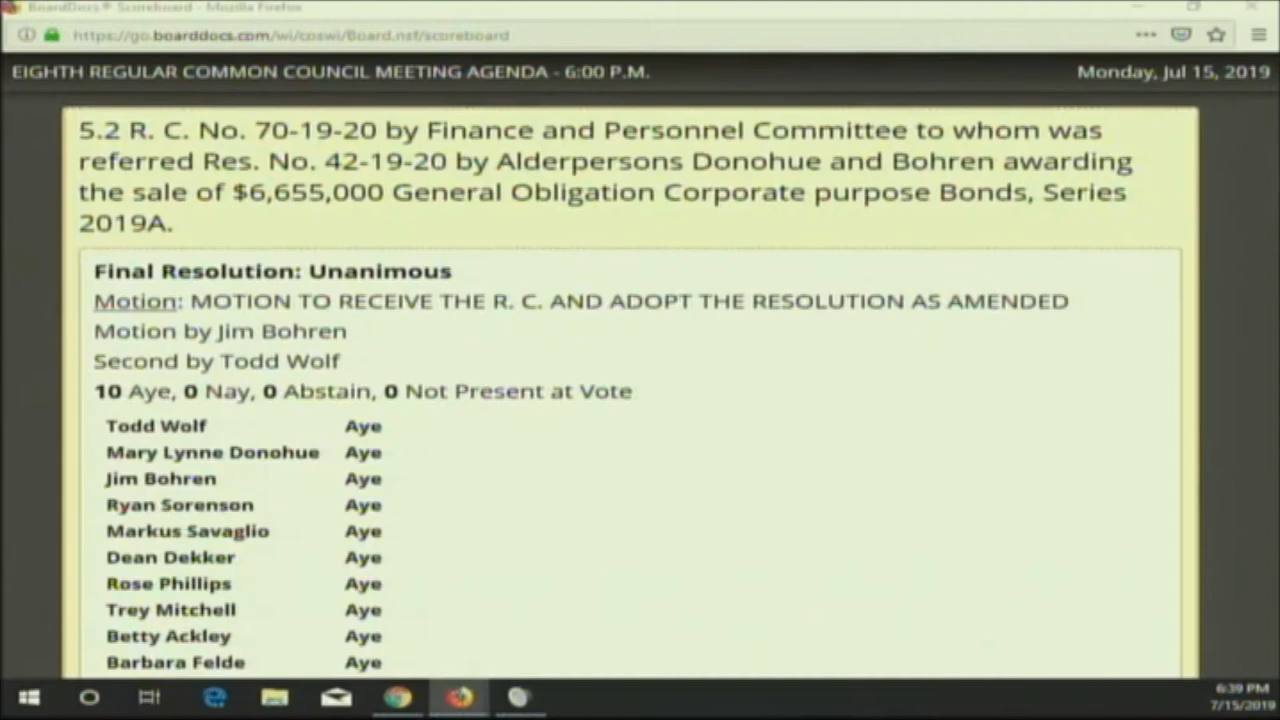 BoardDocs® Scoreboard - Mozilla Firefox
https://go.boarddocs.com/wi/coswi/Board.nsf/scoreboard
EIGHTH REGULAR COMMON COUNCIL MEETING AGENDA - 6:00 P.M. Monday, Jul 15, 2019
5.2 R. C. No. 70-19-20 by Finance and Personnel Committee to whom was
referred Res. No. 42-19-20 by Alderpersons Donohue and Bohren awarding
the sale of $6,655,000 General Obligation Corporate purpose Bonds, Series
2019A.
Final Resolution: Unanimous
Motion: MOTION TO RECEIVE THE R. C. AND ADOPT THE RESOLUTION AS AMENDED
Motion by Jim Bohren
Second by Todd Wolf
10 Aye, 0 Nay, 0 Abstain, 0 Not Present at Vote
Todd Wolf Aye
Mary Lynne Donohue Aye
Jim Bohren Aye
Ryan Sorenson Aye
Markus Savaglio Aye
Dean Dekker Aye
Rose Phillips Aye
Trey Mitchell Aye
Betty Ackley Aye
Barbara Felde Aye
6:39 PM
7/15/2019